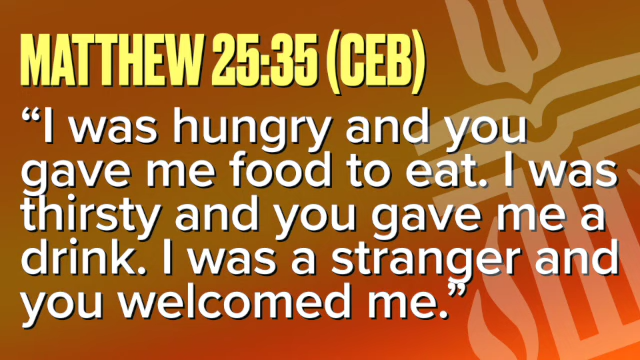 MATTHEW 25:35 (CEB)
“I was hungry and you
gave me food to eat. I was
thirsty and you gave me a
drink. I was a stranger and
you welcomed me.”